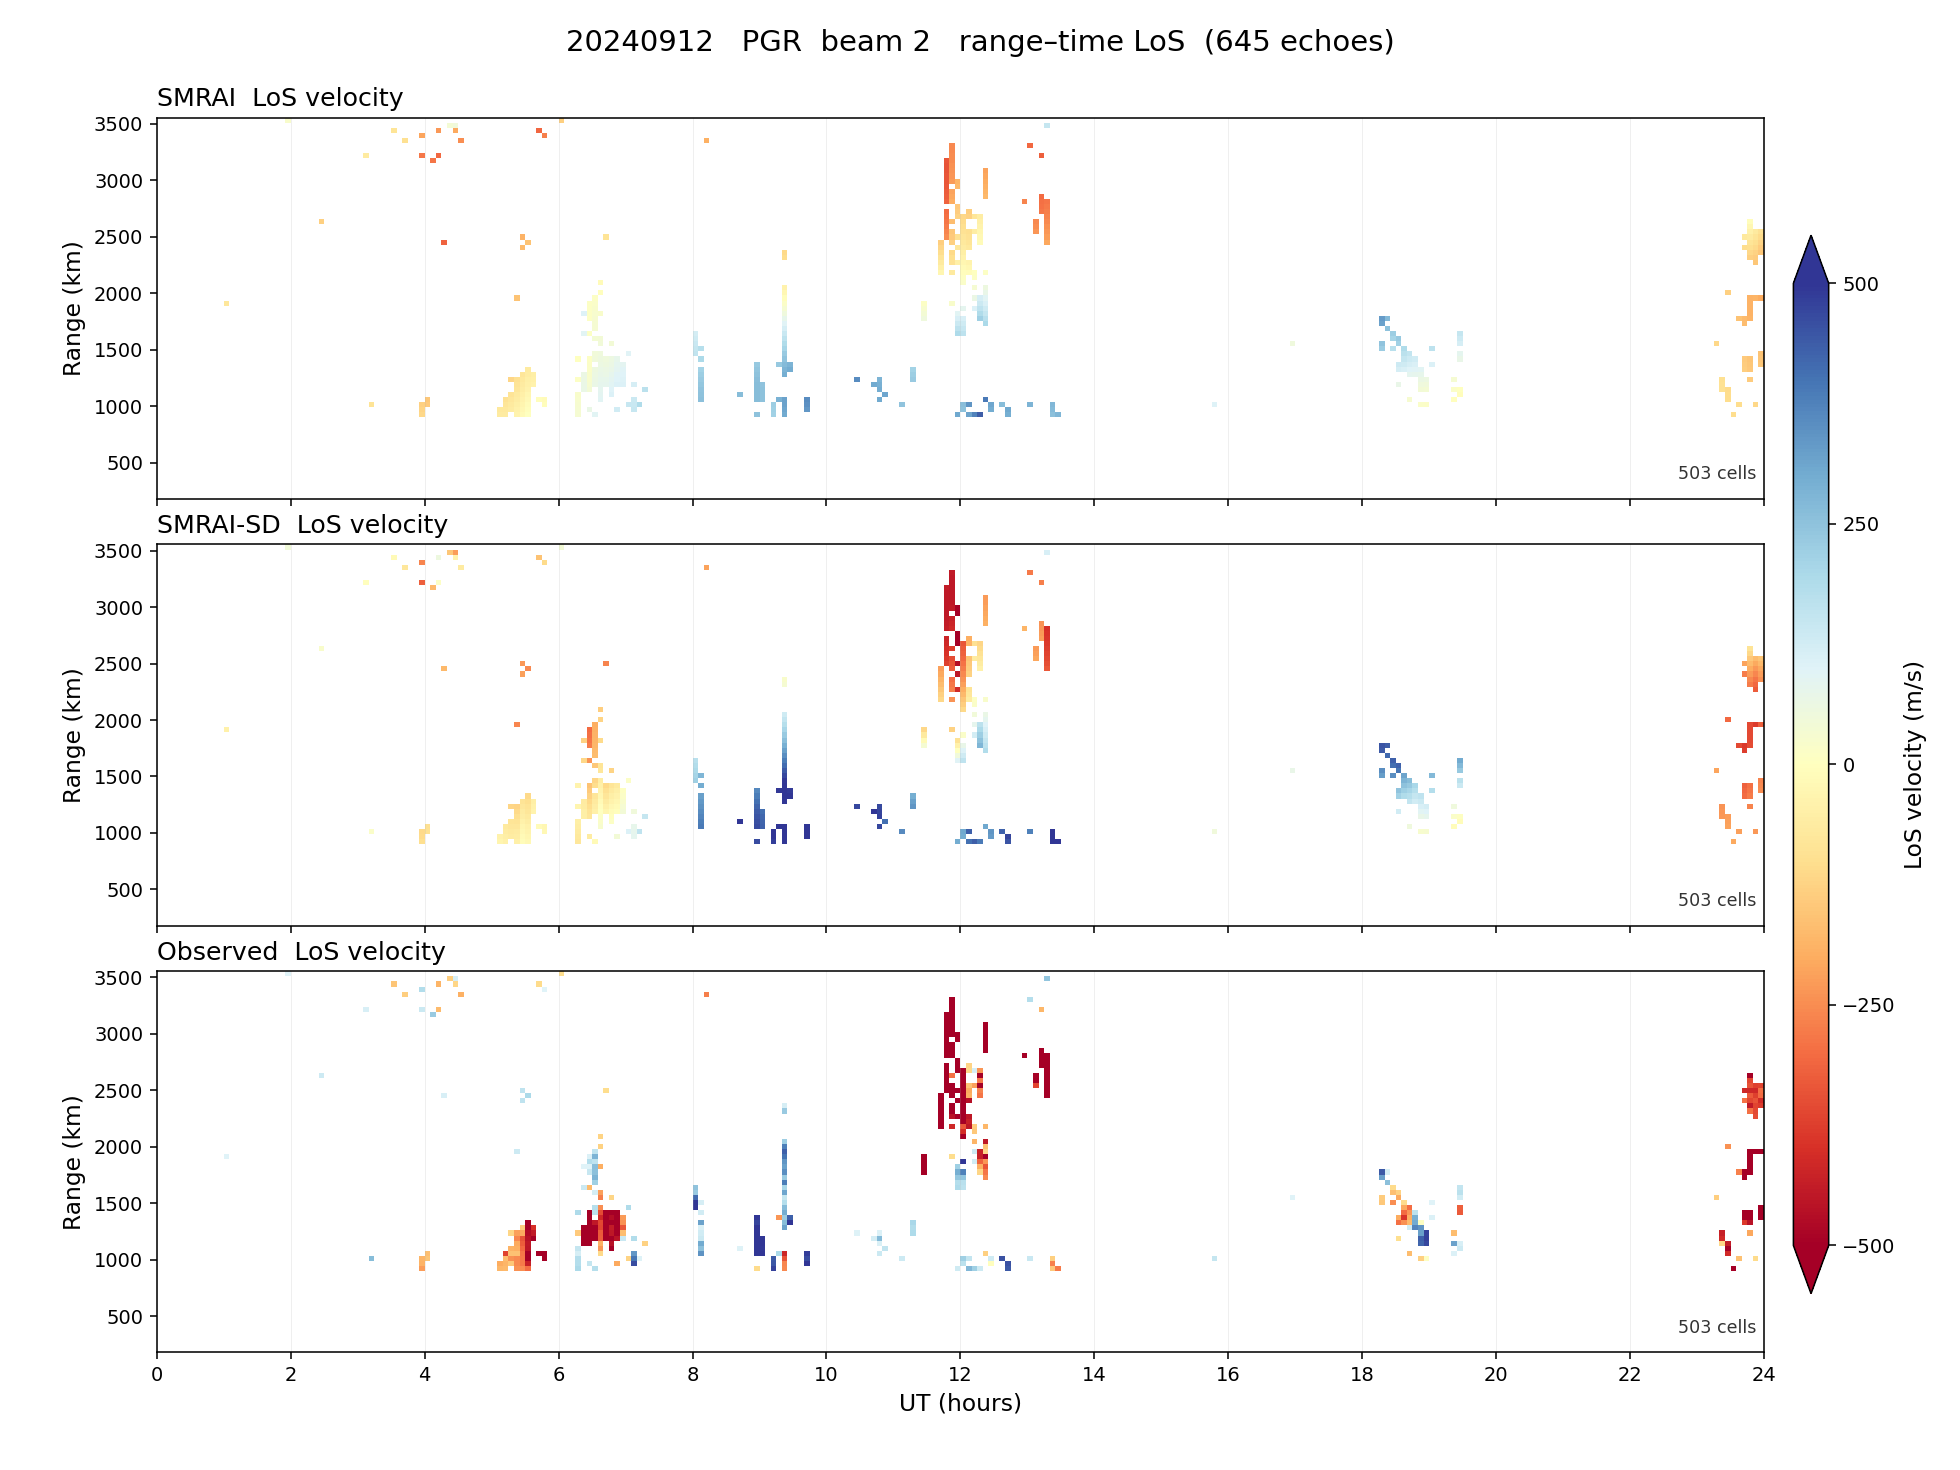 20240912 PGR beam 2 range–time LoS (645 echoes)
SMRAI LoS velocity
3500
3000
2500
2000
1500
1000
500
Range (km)
503 cells
SMRAI-SD LoS velocity
3500
3000
2500
2000
1500
1000
500
Range (km)
503 cells
Observed LoS velocity
3500
3000
2500
2000
1500
1000
500
Range (km)
503 cells
0 2 4 6 8 10 12 14 16 18 20 22 24
UT (hours)
500
250
0
−250
−500
LoS velocity (m/s)